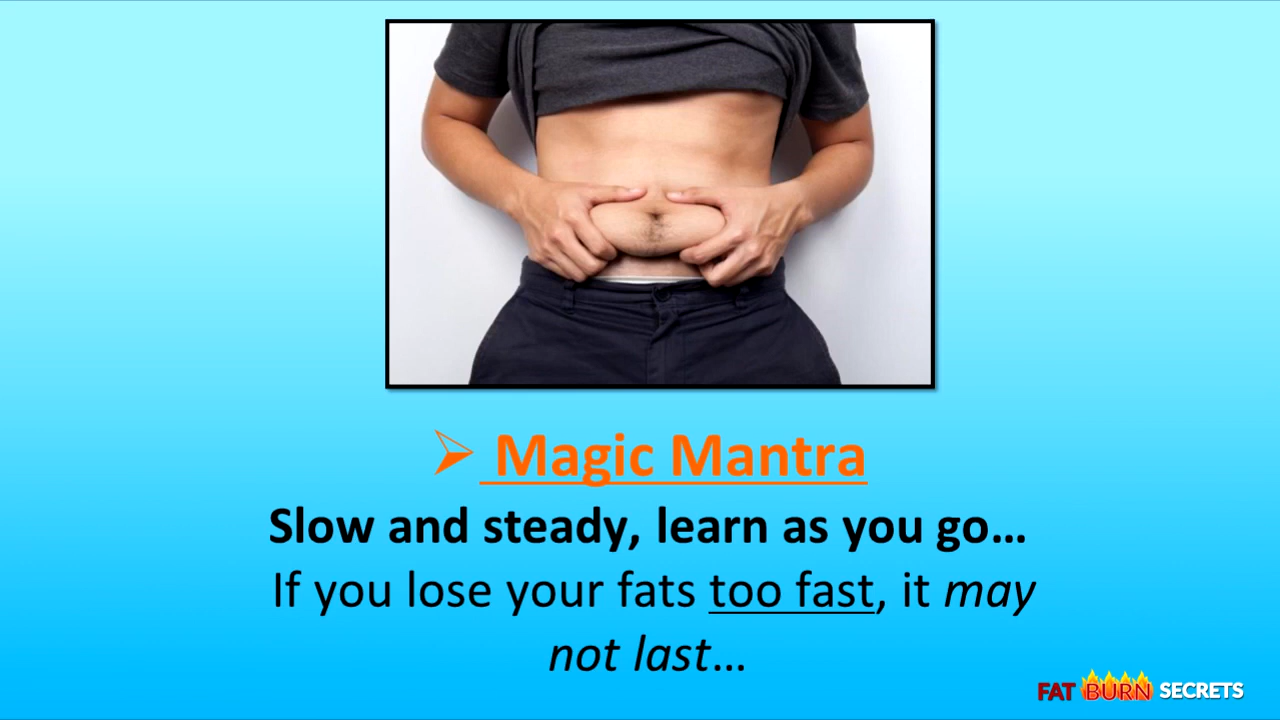 ➢ Magic Mantra
Slow and steady, learn as you go…
If you lose your fats too fast, it may
not last…
FAT BURN SECRETS